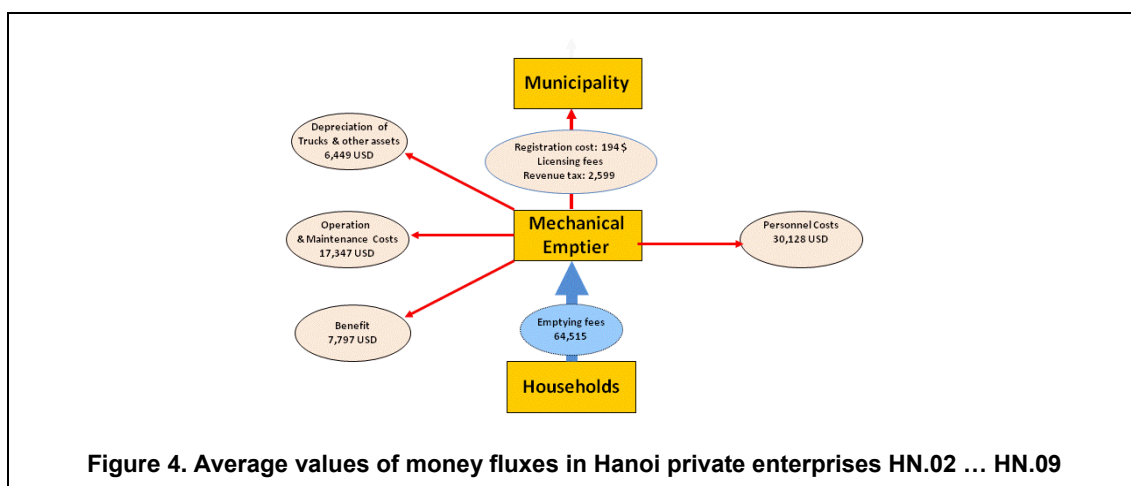 Municipality
Depreciation of
Trucks & other assets
6,449 USD
Registration cost: 194 $
Licensing fees
Revenue tax: 2,599
Operation
& Maintenance Costs
17,347 USD
Mechanical
Emptier
Personnel Costs
30,128 USD
Benefit
7,797 USD
Emptying fees
64,515
Households
Figure 4. Average values of money fluxes in Hanoi private enterprises HN.02 … HN.09